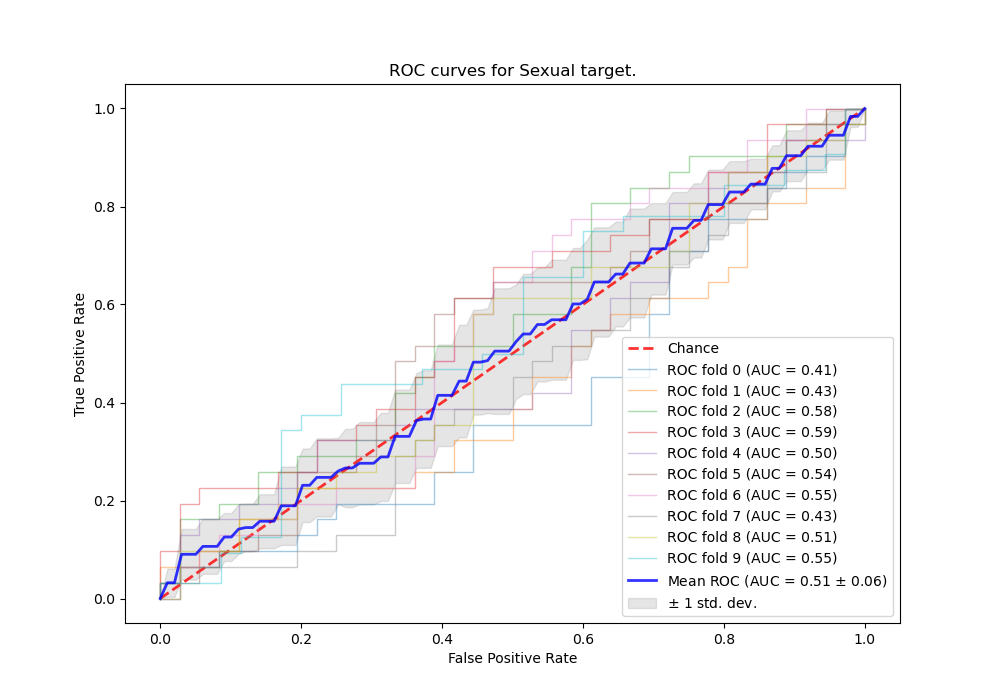 ROC curves for Sexual target.
True Positive Rate
1.0
0.8
0.6
0.4
0.2
0.0
Chance
ROC fold 0 (AUC = 0.41)
ROC fold 1 (AUC = 0.43)
ROC fold 2 (AUC = 0.58)
ROC fold 3 (AUC = 0.59)
ROC fold 4 (AUC = 0.50)
ROC fold 5 (AUC = 0.54)
ROC fold 6 (AUC = 0.55)
ROC fold 7 (AUC = 0.43)
ROC fold 8 (AUC = 0.51)
ROC fold 9 (AUC = 0.55)
Mean ROC (AUC = 0.51 ± 0.06)
± 1 std. dev.
0.0 0.2 0.4 0.6 0.8 1.0
False Positive Rate